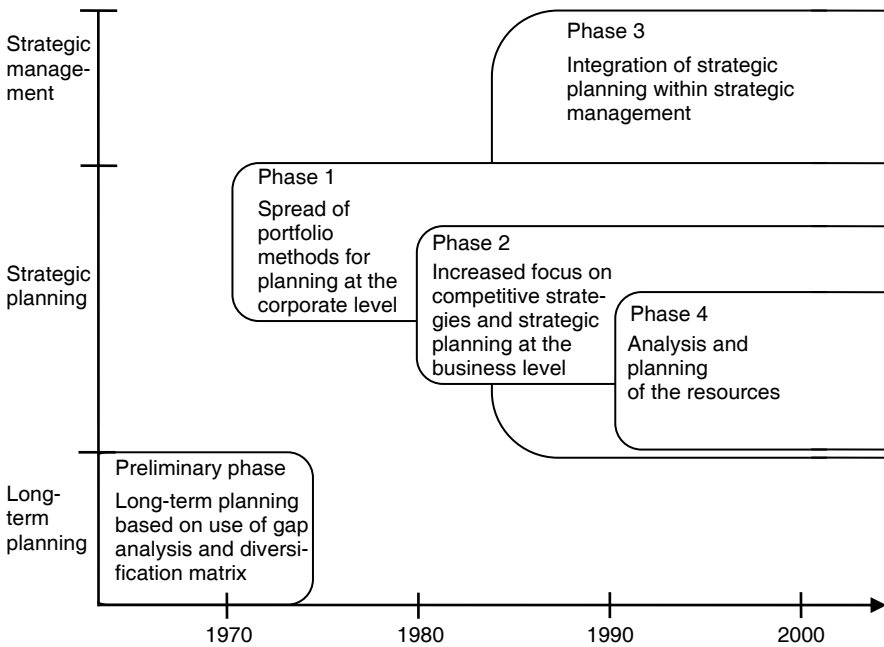 Strategic
manage-
ment
Phase 3
Integration of strategic
planning within strategic
management
Strategic
planning
Phase 1
Spread of
portfolio
methods for
planning at the
corporate level
Phase 2
Increased focus on
competitive strate-
gies and strategic
planning at the
business level
Phase 4
Analysis and
planning
of the resources
Long-
term
planning
Preliminary phase
Long-term planning
based on use of gap
analysis and diversi-
fication matrix
1970
1980
1990
2000